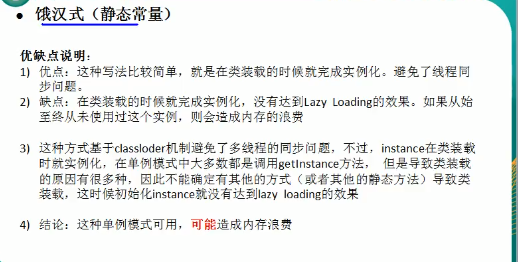 • 饿汉式（静态常量）
优缺点说明：
1) 优点：这种写法比较简单，就是在类装载的时候就完成实例化。避免了线程同
步问题。
2) 缺点：在类装载的时候就完成实例化，没有达到Lazy Loading的效果。如果从始
至终从未使用过这个实例，则会造成内存的浪费
3) 这种方式基于classloder机制避免了多线程的同步问题，不过，instance在类装载
时就实例化，在单例模式中大多数都是调用getInstance方法， 但是导致类装载
的原因有很多种，因此不能确定有其他的方式（或者其他的静态方法）导致类
装载，这时候初始化instance就没有达到lazy loading的效果
4) 结论：这种单例模式可用，可能造成内存浪费